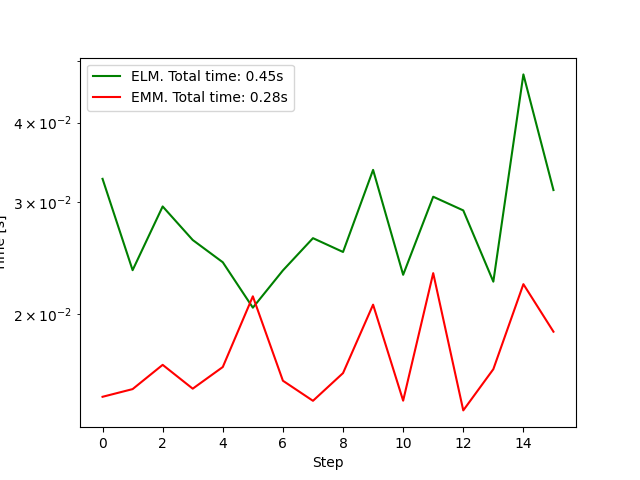 ELM. Total time: 0.45s
EMM. Total time: 0.28s
4 × 10⁻²
3 × 10⁻²
2 × 10⁻²
[s]
0 2 4 6 8 10 12 14
Step